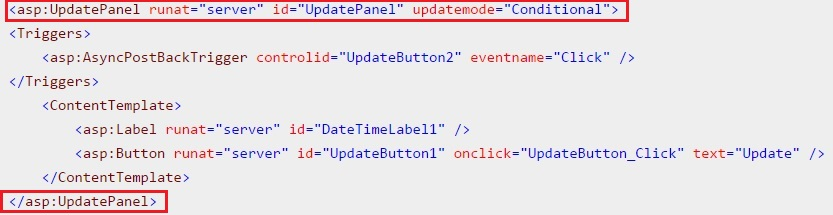 <asp:UpdatePanel runat="server" id="UpdatePanel" updatemode="Conditional">
<Triggers>
<asp:AsyncPostBackTrigger controlid="UpdateButton2" eventname="Click" />
</Triggers>
<ContentTemplate>
<asp:Label runat="server" id="DateTimeLabel1" />
<asp:Button runat="server" id="UpdateButton1" onclick="UpdateButton_Click" text="Update" />
</ContentTemplate>
</asp:UpdatePanel>